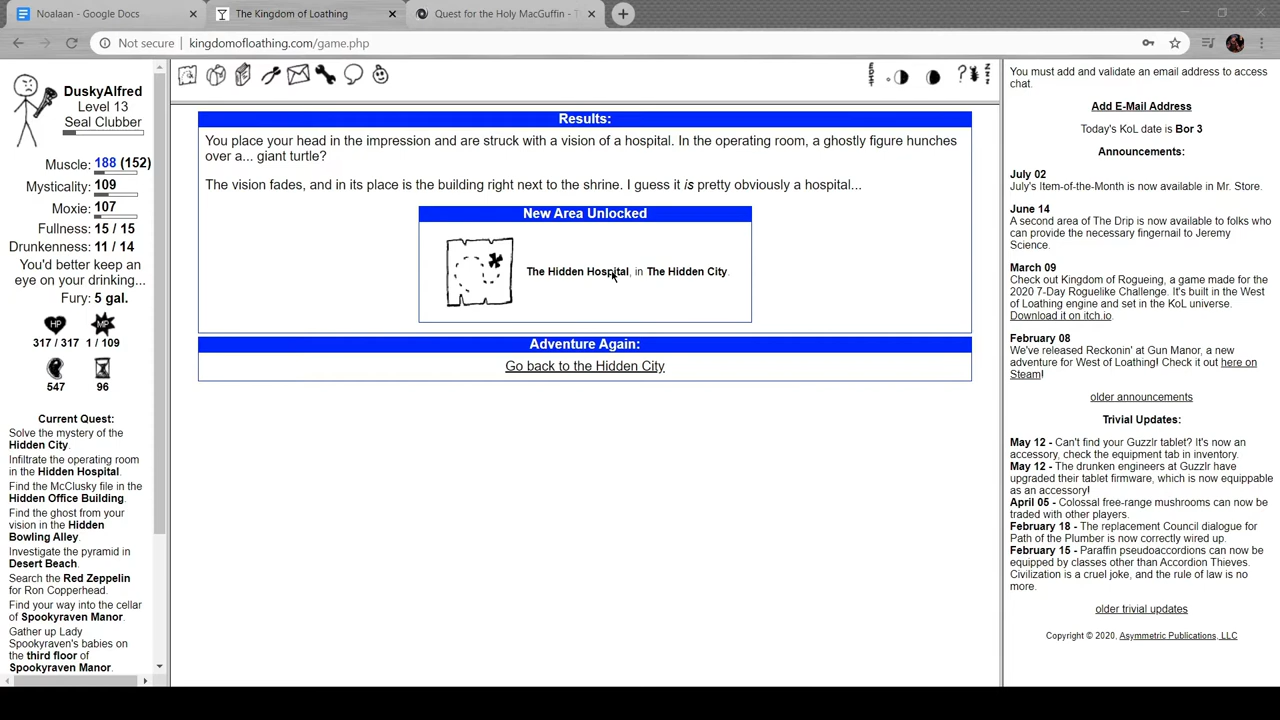 Noalaan - Google Docs
The Kingdom of Loathing
Quest for the Holy MacGuffin - T
Not secure | kingdomofloathing.com/game.php
DuskyAlfred
Level 13
Seal Clubber
Muscle: 188 (152)
Mysticality: 109
Moxie: 107
Fullness: 15 / 15
Drunkenness: 11 / 14
You'd better keep an
eye on your drinking...
Fury: 5 gal.
HP MP
317 / 317 1 / 109
547 96
Current Quest:
Solve the mystery of the
Hidden City.
Infiltrate the operating room
in the Hidden Hospital.
Find the McClusky file in the
Hidden Office Building.
Find the ghost from your
vision in the Hidden
Bowling Alley.
Investigate the pyramid in
Desert Beach.
Search the Red Zeppelin
for Ron Copperhead.
Find your way into the cellar
of Spookyraven Manor.
Gather up Lady
Spookyraven's babies on
the third floor of
Spookyraven Manor.
Results:
You place your head in the impression and are struck with a vision of a hospital. In the operating room, a ghostly figure hunches
over a... giant turtle?
The vision fades, and in its place is the building right next to the shrine. I guess it is pretty obviously a hospital...
New Area Unlocked
The Hidden Hospital, in The Hidden City.
Adventure Again:
Go back to the Hidden City
You must add and validate an email address to access
chat.
Add E-Mail Address
Today's KoL date is Bor 3
Announcements:
July 02
July's Item-of-the-Month is now available in Mr. Store.
June 14
A second area of The Drip is now available to folks who
can provide the necessary fingernail to Jeremy
Science.
March 09
Check out Kingdom of Rogueing, a game made for the
2020 7-Day Roguelike Challenge. It's built in the West
of Loathing engine and set in the KoL universe.
Download it on itch.io.
February 08
We've released Reckonin' at Gun Manor, a new
adventure for West of Loathing! Check it out here on
Steam!
older announcements
Trivial Updates:
May 12 - Can't find your Guzzlr tablet? It's now an
accessory, check the equipment tab in inventory.
May 12 - The drunken engineers at Guzzlr have
upgraded their tablet firmware, which is now equippable
as an accessory!
April 05 - Colossal free-range mushrooms can now be
traded with other players.
February 18 - The replacement Council dialogue for
Path of the Plumber is now correctly wired up.
February 15 - Paraffin pseudoaccordions can now be
equipped by classes other than Accordion Thieves.
Civilization is a cruel joke, and the rule of law is no
more.
older trivial updates
Copyright © 2020, Asymmetric Publications, LLC